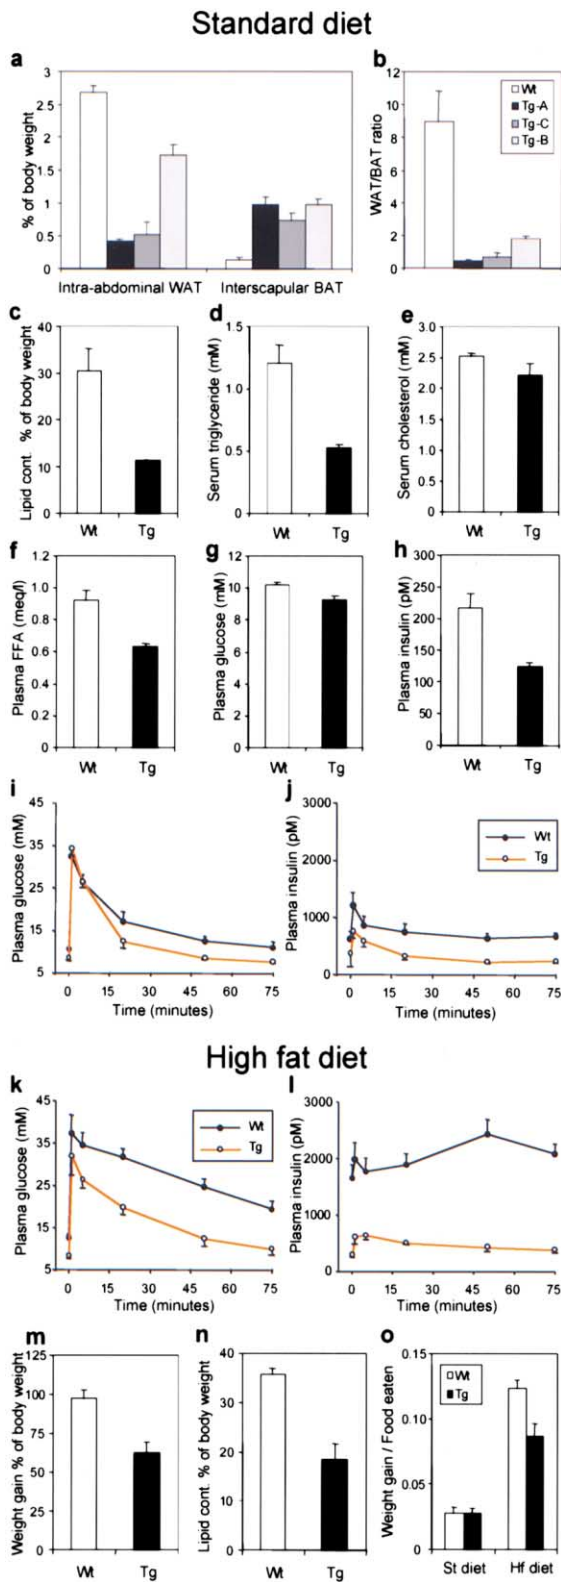 Standard diet
a
% of body weight
3
2.5
2
1.5
1
0.5
0
Intra-abdominal WAT
Interscapular BAT
b
WAT/BAT ratio
12
10
8
6
4
2
0
Wt
Tg-A
Tg-C
Tg-B
c
Lipid cont. % of body weight
40
30
20
10
0
Wt
Tg
d
Serum triglyceride (mM)
1.5
1.0
0.5
0
Wt
Tg
e
Serum cholesterol (mM)
3.0
2.5
2.0
1.5
1.0
0.5
0
Wt
Tg
f
Plasma FFA (meq/l)
1.2
1.0
0.8
0.6
0.4
0.2
0
Wt
Tg
g
Plasma glucose (mM)
12
10
8
6
4
2
0
Wt
Tg
h
Plasma insulin (pM)
300
250
200
150
100
50
0
Wt
Tg
i
Plasma glucose (mM)
45
35
25
15
5
0 15 30 45 60 75
Time (minutes)
j
Plasma insulin (pM)
3000
2000
1000
0
Wt
Tg
0 15 30 45 60 75
Time (minutes)
High fat diet
k
Plasma glucose (mM)
45
35
25
15
5
Wt
Tg
0 15 30 45 60 75
Time (minutes)
l
Plasma insulin (pM)
3000
2000
1000
0
0 15 30 45 60 75
Time (minutes)
m
Weight gain % of body weight
125
100
75
50
25
0
Wt
Tg
n
Lipid cont. % of body weight
40
30
20
10
0
Wt
Tg
o
Weight gain / Food eaten
0.15
0.10
0.05
0
Wt
Tg
St diet
Hf diet